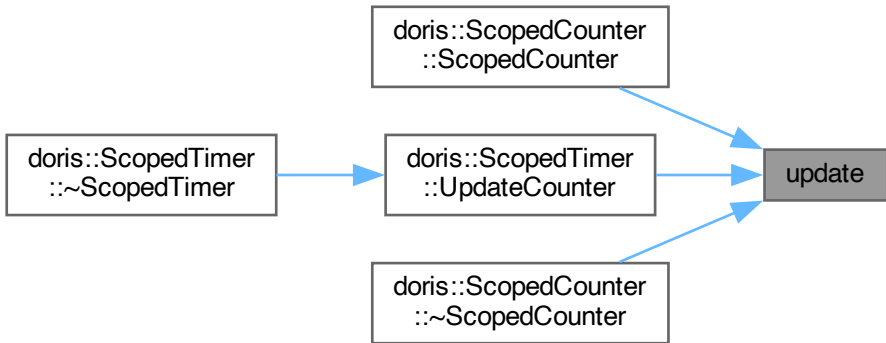 doris::ScopedCounter
::ScopedCounter
doris::ScopedTimer
::~ScopedTimer
doris::ScopedTimer
::UpdateCounter
update
doris::ScopedCounter
::~ScopedCounter